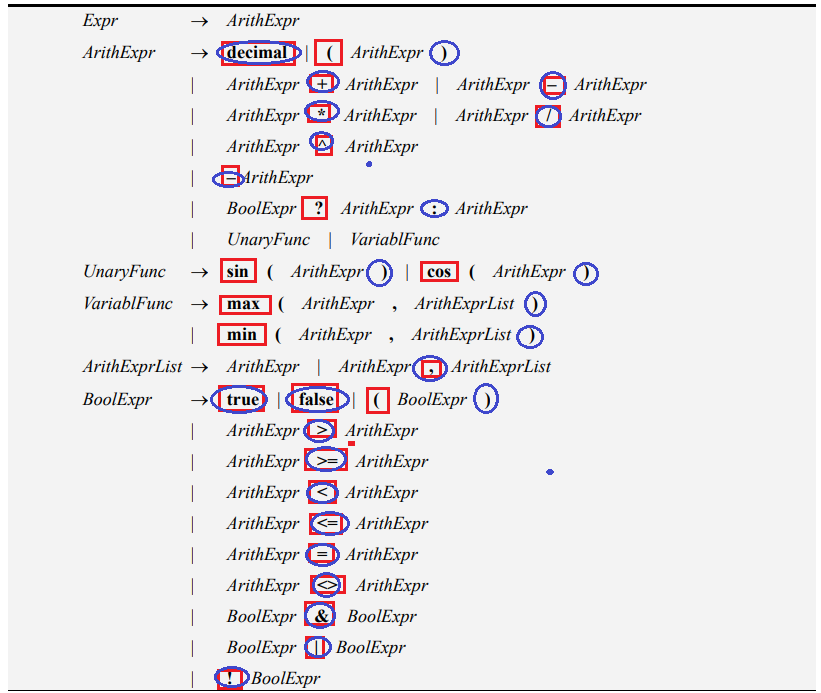 Expr → ArithExpr
ArithExpr → decimal | ( ArithExpr )
| ArithExpr + ArithExpr | ArithExpr − ArithExpr
| ArithExpr * ArithExpr | ArithExpr / ArithExpr
| ArithExpr ^ ArithExpr
| − ArithExpr
| BoolExpr ? ArithExpr : ArithExpr
| UnaryFunc | VariablFunc
UnaryFunc → sin ( ArithExpr ) | cos ( ArithExpr )
VariablFunc → max ( ArithExpr , ArithExprList )
| min ( ArithExpr , ArithExprList )
ArithExprList → ArithExpr | ArithExpr , ArithExprList
BoolExpr → true | false | ( BoolExpr )
| ArithExpr > ArithExpr
| ArithExpr >= ArithExpr
| ArithExpr < ArithExpr
| ArithExpr <= ArithExpr
| ArithExpr = ArithExpr
| ArithExpr <> ArithExpr
| BoolExpr & BoolExpr
| BoolExpr | BoolExpr
| ! BoolExpr